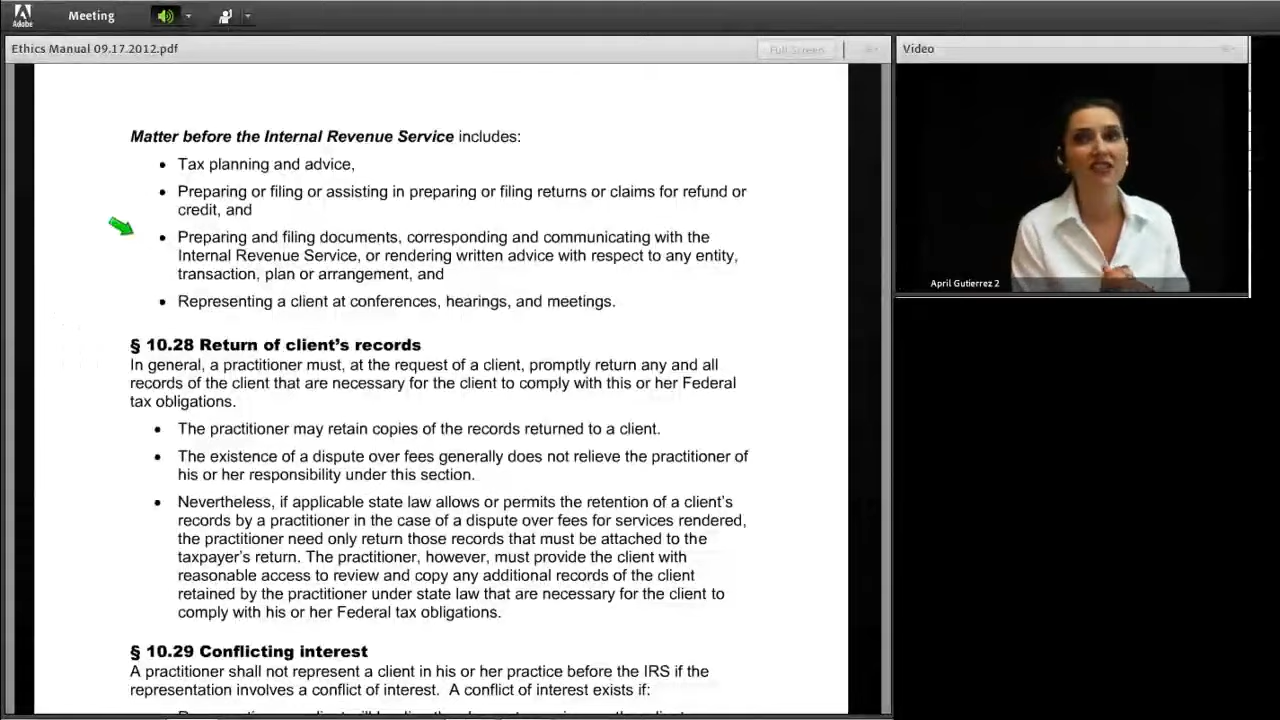 Adobe
Meeting
Ethics Manual 09.17.2012.pdf
Full Screen
Video
Matter before the Internal Revenue Service includes:
• Tax planning and advice,
• Preparing or filing or assisting in preparing or filing returns or claims for refund or
credit, and
• Preparing and filing documents, corresponding and communicating with the
Internal Revenue Service, or rendering written advice with respect to any entity,
transaction, plan or arrangement, and
• Representing a client at conferences, hearings, and meetings.
§ 10.28 Return of client’s records
In general, a practitioner must, at the request of a client, promptly return any and all
records of the client that are necessary for the client to comply with this or her Federal
tax obligations.
• The practitioner may retain copies of the records returned to a client.
• The existence of a dispute over fees generally does not relieve the practitioner of
his or her responsibility under this section.
• Nevertheless, if applicable state law allows or permits the retention of a client’s
records by a practitioner in the case of a dispute over fees for services rendered,
the practitioner need only return those records that must be attached to the
taxpayer’s return. The practitioner, however, must provide the client with
reasonable access to review and copy any additional records of the client
retained by the practitioner under state law that are necessary for the client to
comply with his or her Federal tax obligations.
§ 10.29 Conflicting interest
A practitioner shall not represent a client in his or her practice before the IRS if the
representation involves a conflict of interest. A conflict of interest exists if:
April Gutierrez 2